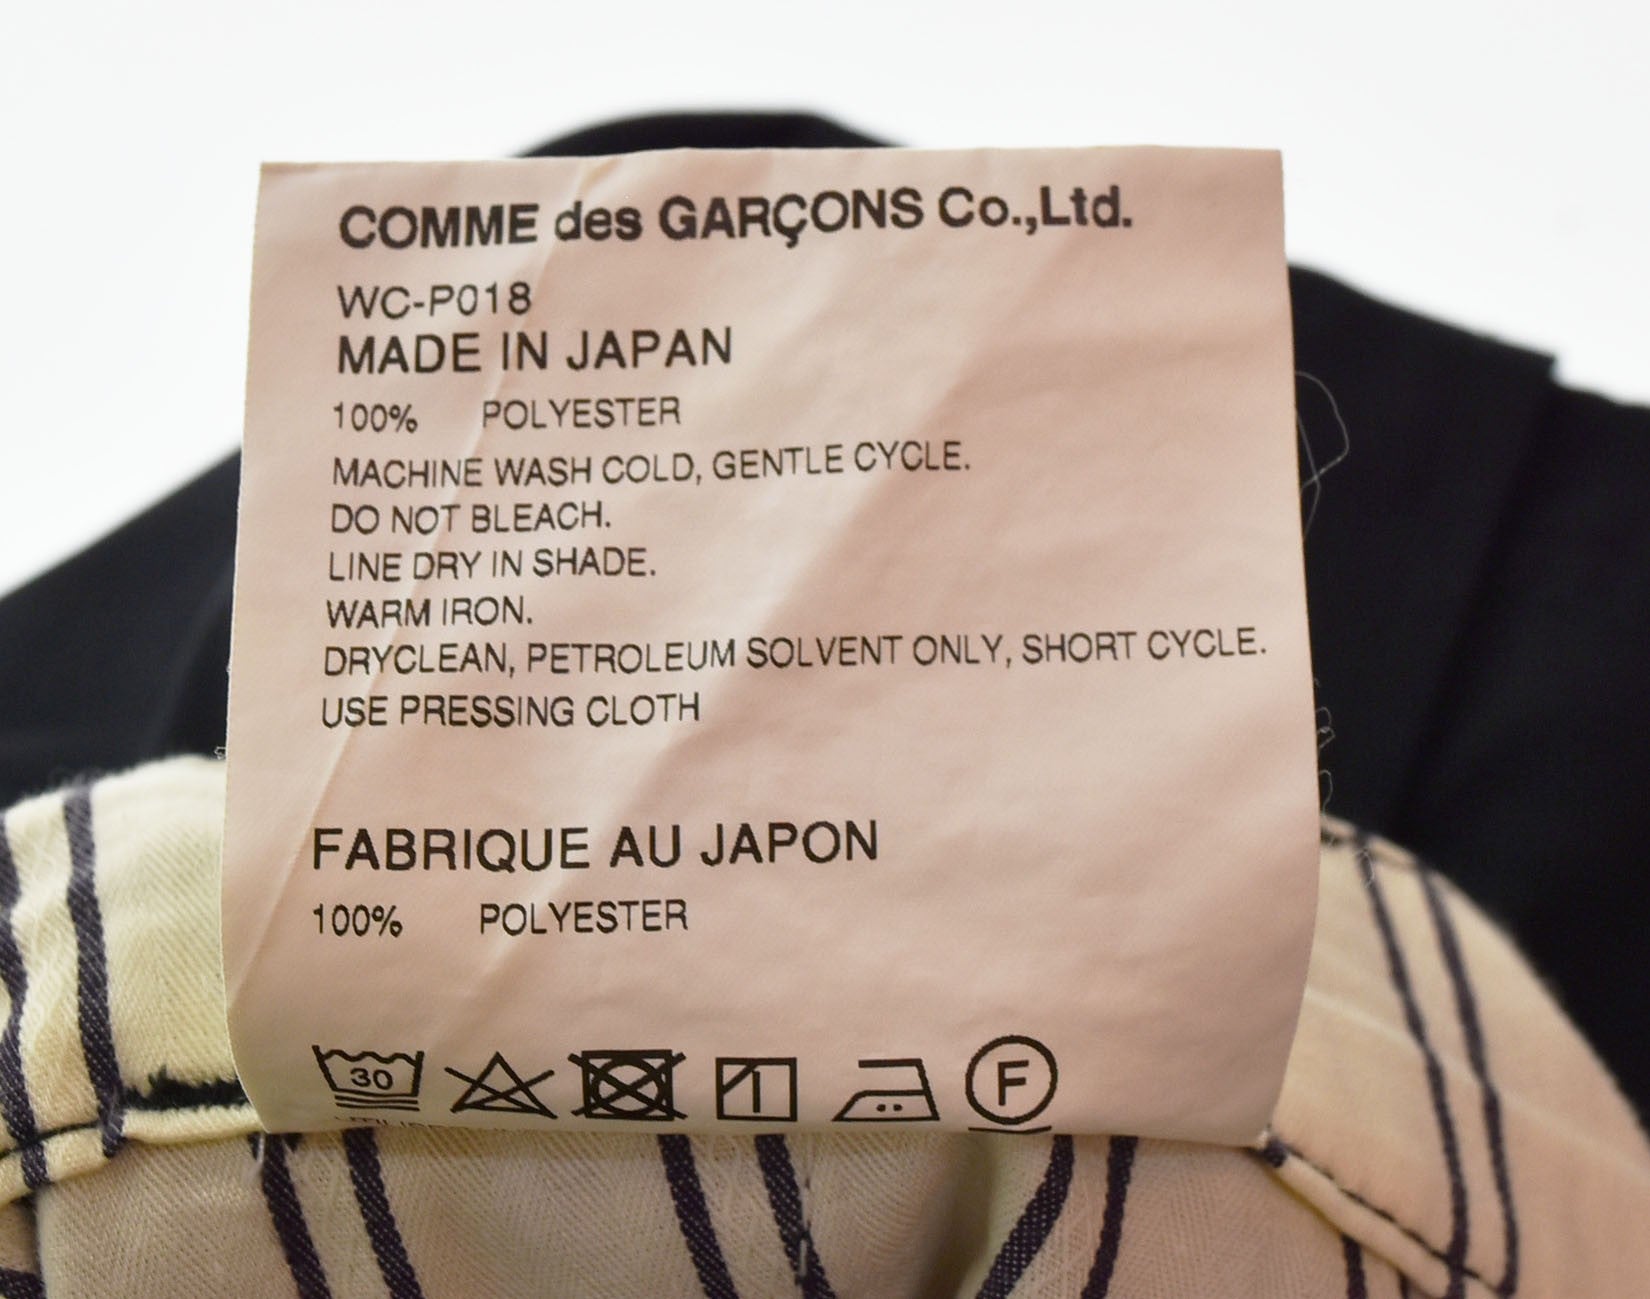 COMME des GARÇONS Co.,Ltd.
WC-P018
MADE IN JAPAN
100% POLYESTER
MACHINE WASH COLD, GENTLE CYCLE.
DO NOT BLEACH.
LINE DRY IN SHADE.
WARM IRON.
DRYCLEAN, PETROLEUM SOLVENT ONLY, SHORT CYCLE.
USE PRESSING CLOTH
FABRIQUE AU JAPON
100% POLYESTER
30
F